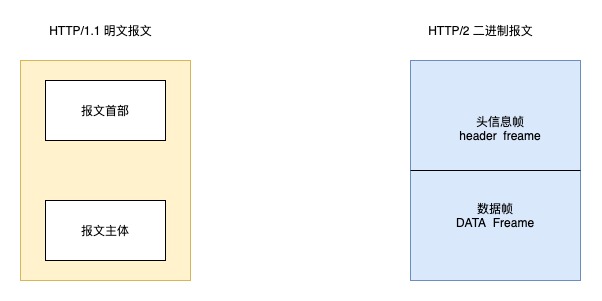 HTTP/1.1 明文报文
HTTP/2 二进制报文
报文首部
报文主体
头信息帧
header freame
数据帧
DATA Freame